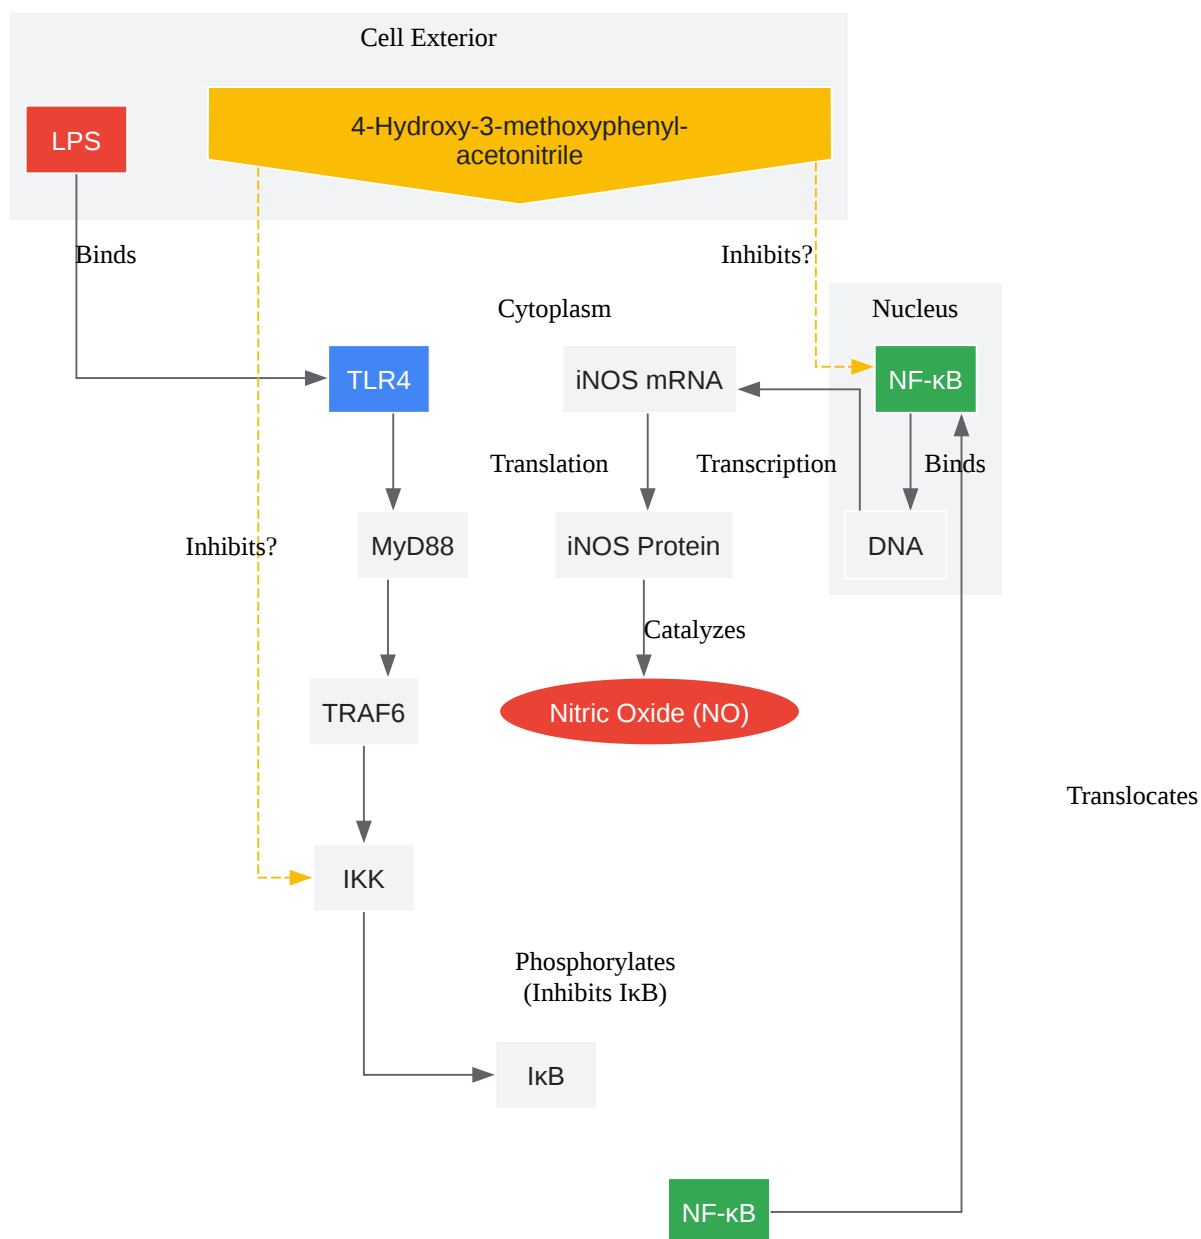 Cell Exterior
LPS
4-Hydroxy-3-methoxyphenyl-
acetonitrile
Binds
Inhibits?
Cytoplasm
Nucleus
TLR4
iNOS mRNA
NF-κB
Translation
Transcription
Binds
Inhibits?
MyD88
iNOS Protein
DNA
Catalyzes
TRAF6
Nitric Oxide (NO)
Translocates
IKK
Phosphorylates
(Inhibits IκB)
IκB
NF-κB